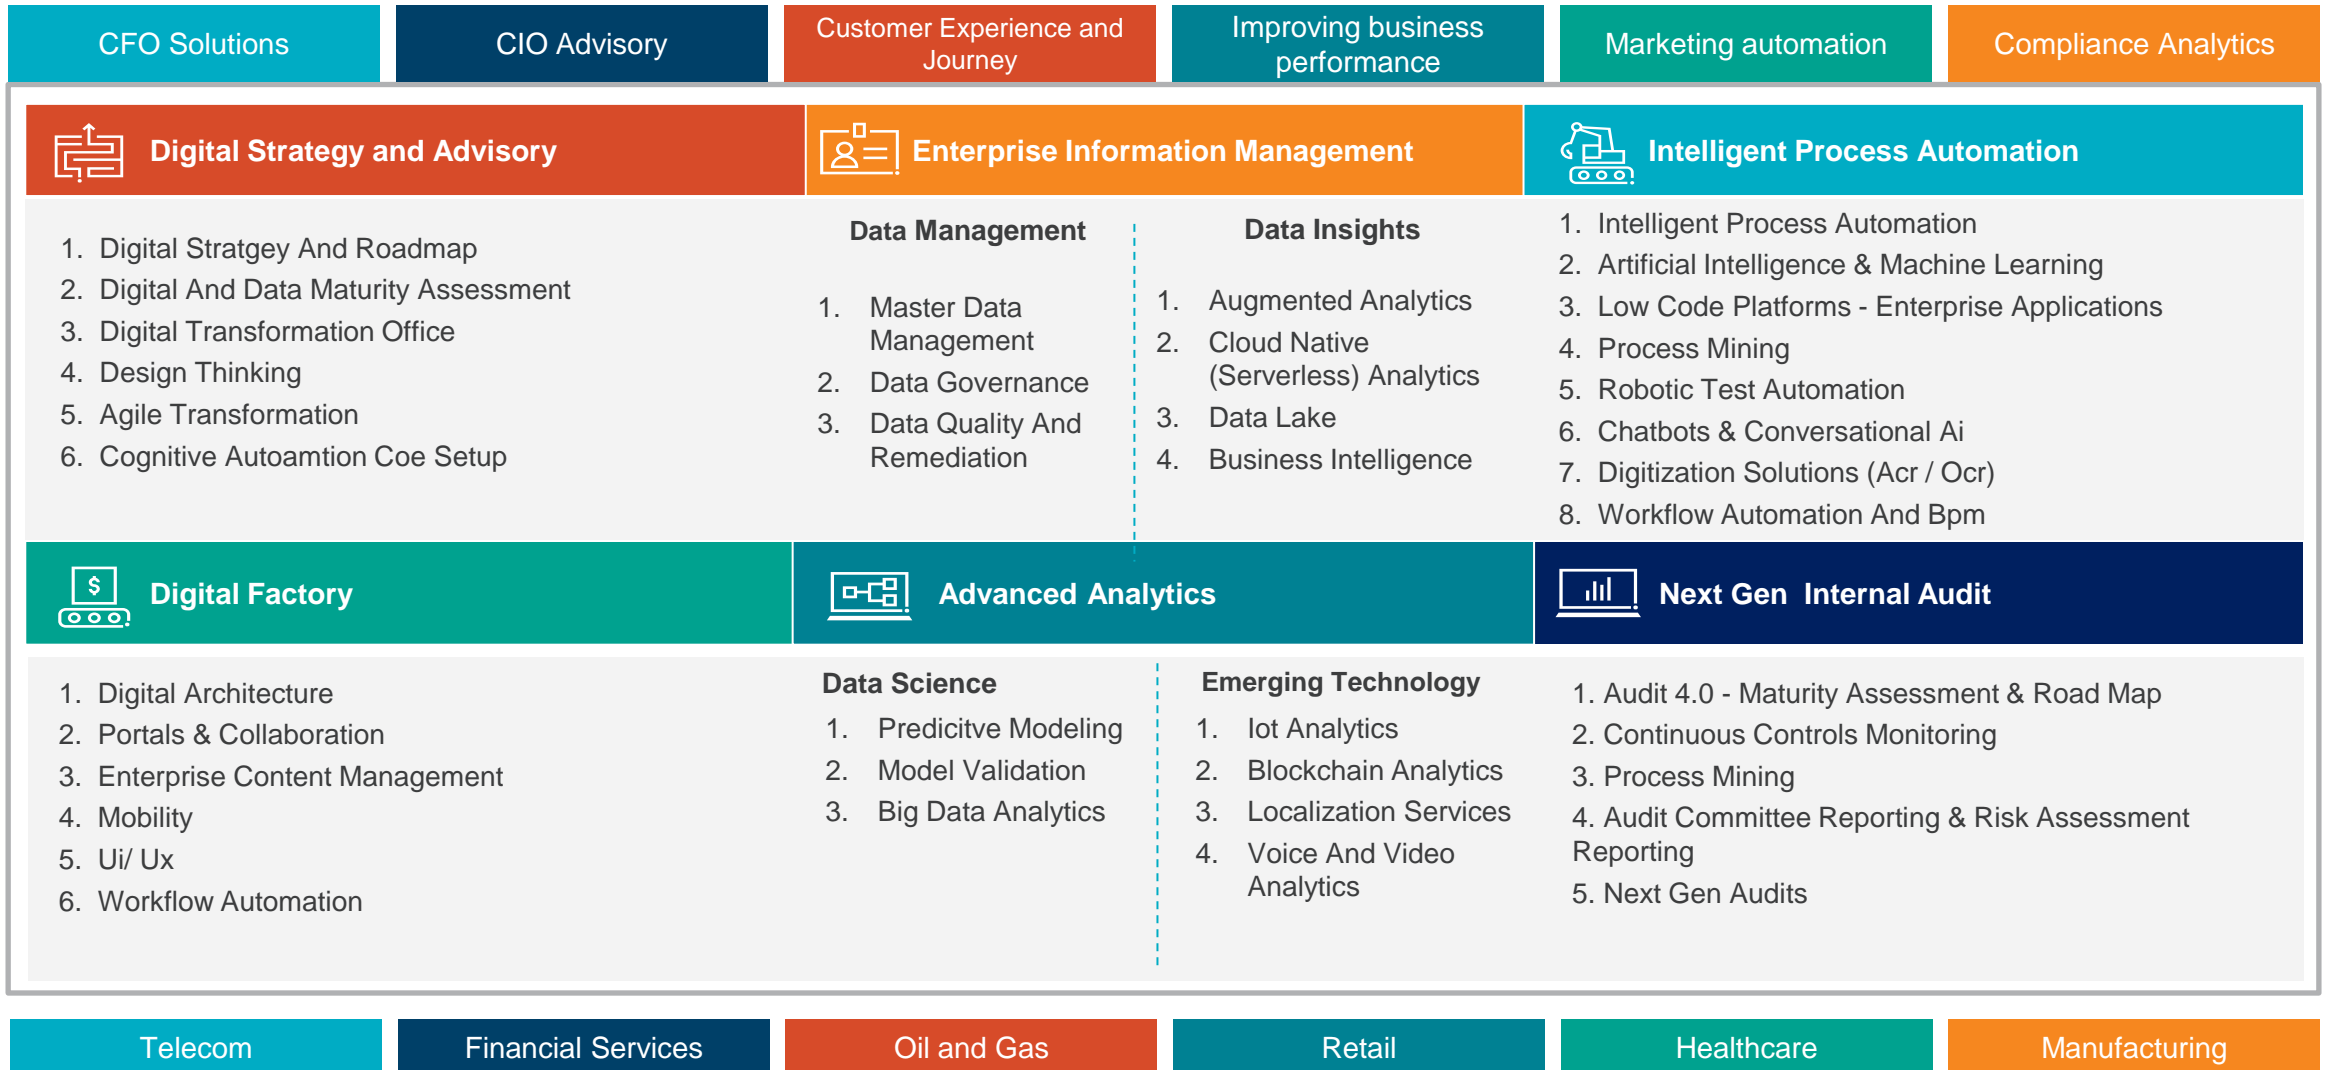 CFO Solutions
CIO Advisory
Customer Experience and
Journey
Improving business
performance
Marketing automation
Compliance Analytics
Digital Strategy and Advisory
1. Digital Stratgey And Roadmap
2. Digital And Data Maturity Assessment
3. Digital Transformation Office
4. Design Thinking
5. Agile Transformation
6. Cognitive Autoamtion Coe Setup
Enterprise Information Management
Data Management
1. Master Data
Management
2. Data Governance
3. Data Quality And
Remediation
Data Insights
1. Augmented Analytics
2. Cloud Native
(Serverless) Analytics
3. Data Lake
4. Business Intelligence
Intelligent Process Automation
1. Intelligent Process Automation
2. Artificial Intelligence & Machine Learning
3. Low Code Platforms - Enterprise Applications
4. Process Mining
5. Robotic Test Automation
6. Chatbots & Conversational Ai
7. Digitization Solutions (Acr / Ocr)
8. Workflow Automation And Bpm
$
Digital Factory
1. Digital Architecture
2. Portals & Collaboration
3. Enterprise Content Management
4. Mobility
5. Ui/ Ux
6. Workflow Automation
Advanced Analytics
Data Science
1. Predicitve Modeling
2. Model Validation
3. Big Data Analytics
Emerging Technology
1. Iot Analytics
2. Blockchain Analytics
3. Localization Services
4. Voice And Video
Analytics
Next Gen Internal Audit
1. Audit 4.0 - Maturity Assessment & Road Map
2. Continuous Controls Monitoring
3. Process Mining
4. Audit Committee Reporting & Risk Assessment
Reporting
5. Next Gen Audits
Telecom
Financial Services
Oil and Gas
Retail
Healthcare
Manufacturing